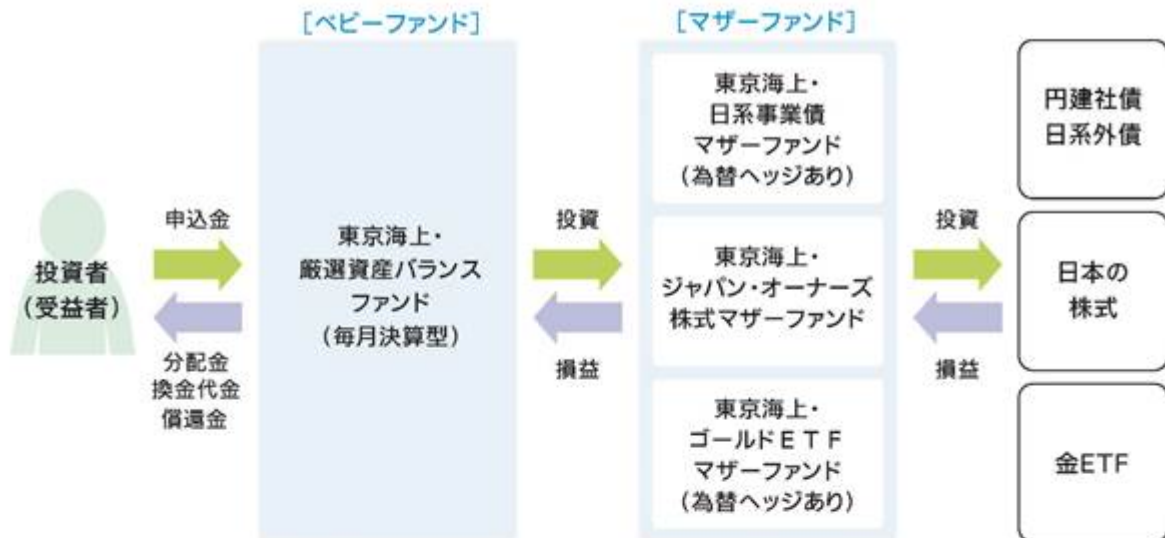 [ベビーファンド]
[マザーファンド]
投資者
(受益者)
申込金
分配金
換金代金
償還金
東京海上・
厳選資産バランス
ファンド
(毎月決算型)
投資
損益
東京海上・
日系事業債
マザーファンド
(為替ヘッジあり)
東京海上・
ジャパン・オーナーズ
株式マザーファンド
東京海上・
ゴールドETF
マザーファンド
(為替ヘッジあり)
投資
損益
円建社債
日系外債
日本の
株式
金ETF